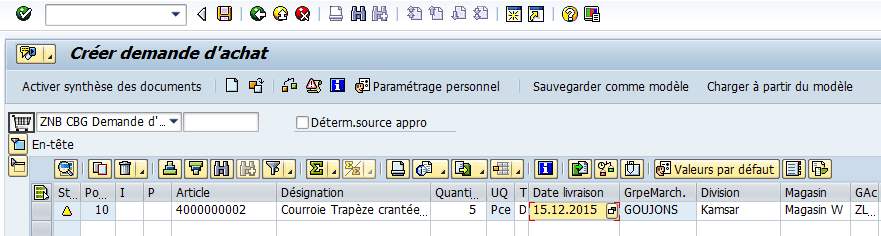 Créer demande d'achat
Activer synthèse des documents Paramétrage personnel Sauvegarder comme modèle Charger à partir du modèle
ZNB CBG Demande d'... Déterm.source appro
En-tête
Valeurs par défaut
St... Po... I P Article Désignation Quanti... UQ T Date livraison GrpeMarch. Division Magasin GAc
10 4000000002 Courroie Trapèze crantée... 5 Pce D 15.12.2015 GOUJONS Kamsar Magasin W ZL...